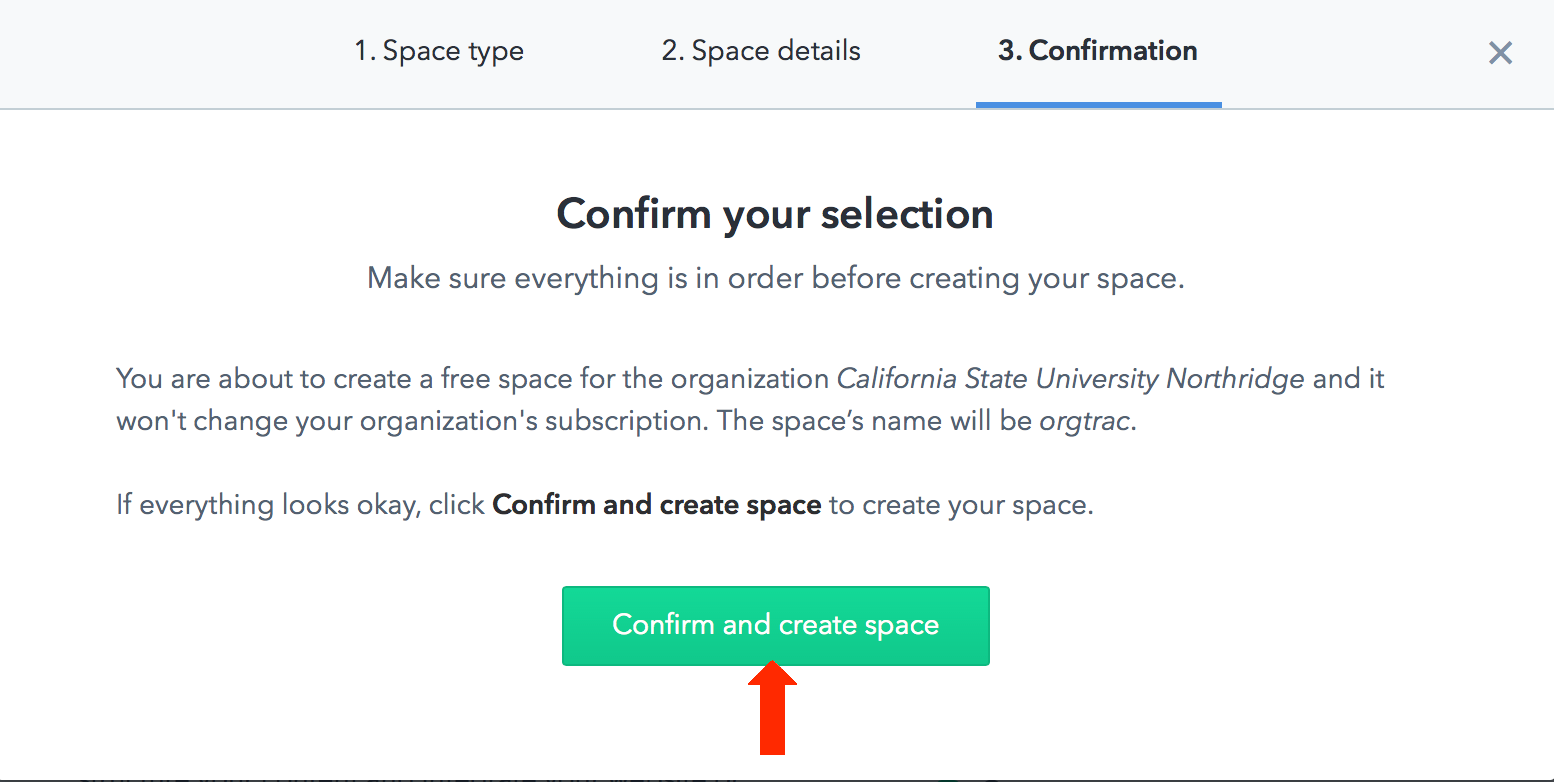 1. Space type
2. Space details
3. Confirmation
Confirm your selection
Make sure everything is in order before creating your space.
You are about to create a free space for the organization California State University Northridge and it
won't change your organization's subscription. The space’s name will be orgtrac.
If everything looks okay, click Confirm and create space to create your space.
Confirm and create space